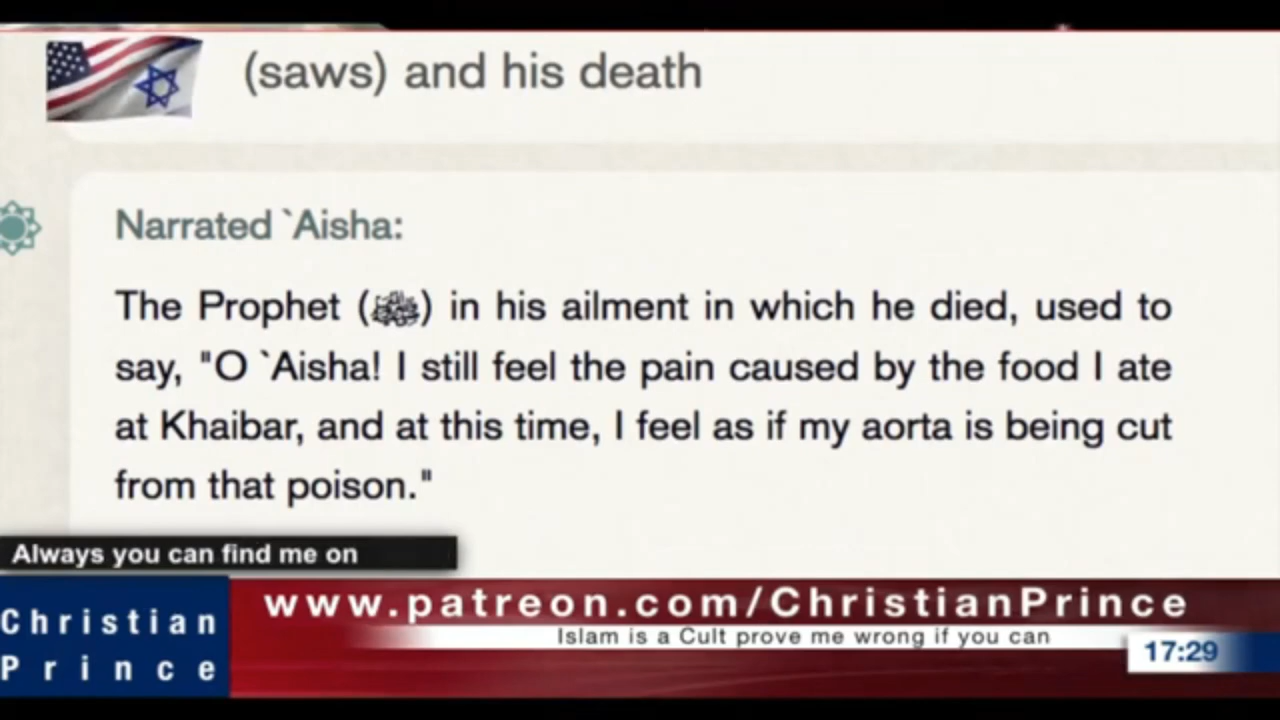 (saws) and his death
Narrated `Aisha:
The Prophet (ﷺ) in his ailment in which he died, used to
say, "O `Aisha! I still feel the pain caused by the food I ate
at Khaibar, and at this time, I feel as if my aorta is being cut
from that poison."
Always you can find me on
Christian
Prince
www.patreon.com/ChristianPrince
Islam is a Cult prove me wrong if you can
17:29